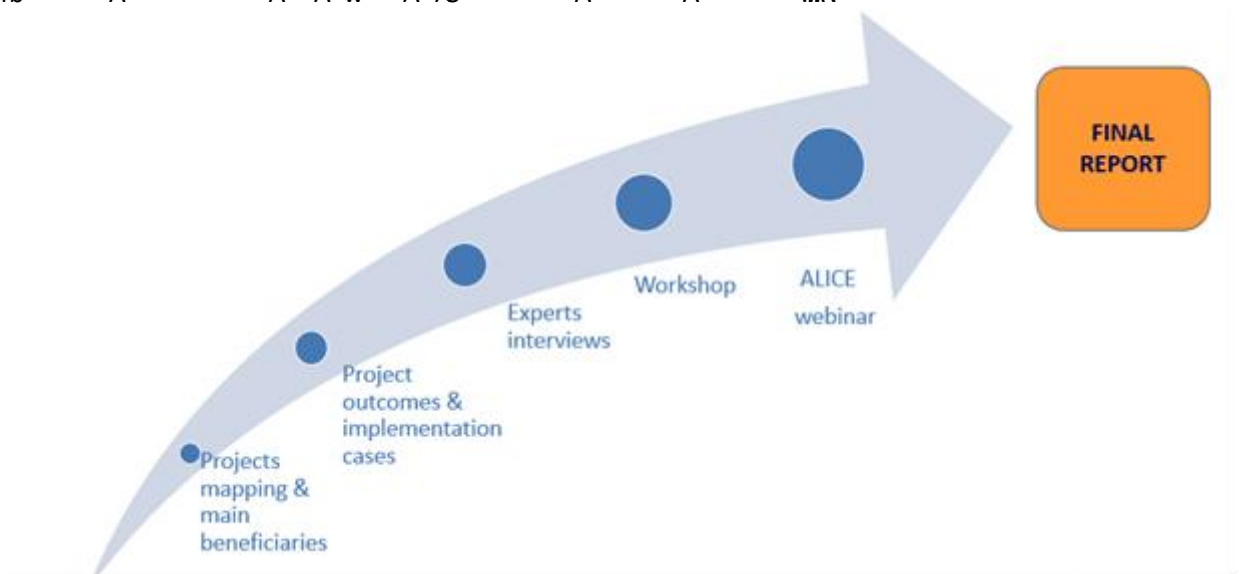 FINAL
REPORT
Workshop
ALICE
webinar
Experts
interviews
Project
outcomes &
implementation
cases
Projects
mapping &
main
beneficiaries